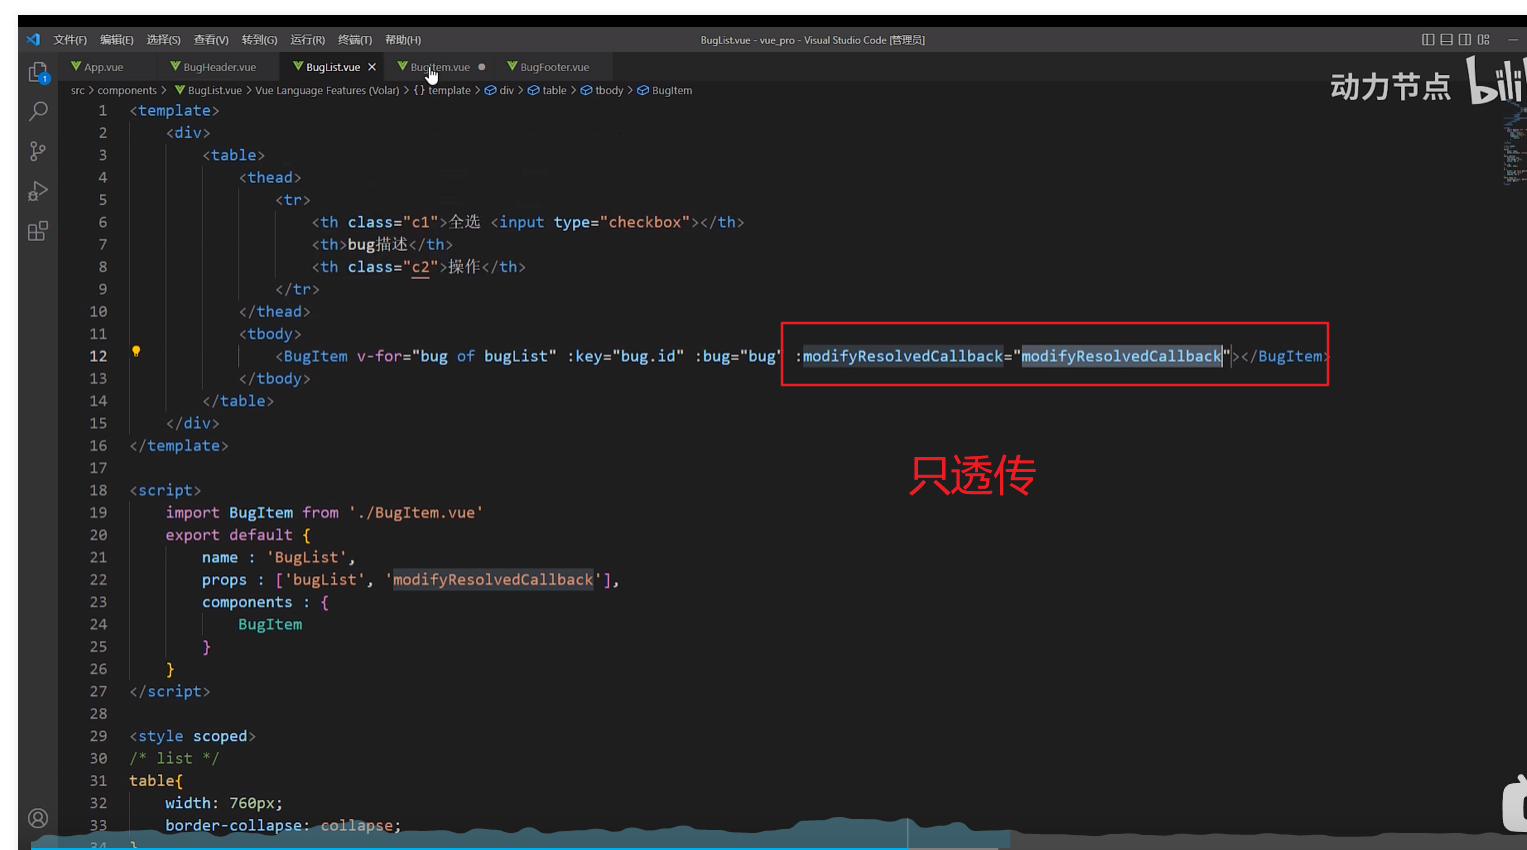 文件(F) 编辑(E) 选择(S) 查看(V) 转到(G) 运行(R) 终端(T) 帮助(H) BugList.vue - vue_pro - Visual Studio Code [管理员]
App.vue BugHeader.vue BugList.vue BugItem.vue BugFooter.vue
动力节点 bili
src > components > BugList.vue > Vue Language Features (Volar) > {} template > div > table > tbody > BugItem
1
1 <template>
2 <div>
3 <table>
4 <thead>
5 <tr>
6 <th class="c1">全选 <input type="checkbox"></th>
7 <th>bug描述</th>
8 <th class="c2">操作</th>
9 </tr>
10 </thead>
11 <tbody>
12 <BugItem v-for="bug of bugList" :key="bug.id" :bug="bug" :modifyResolvedCallback="modifyResolvedCallback"></BugItem>
13 </tbody>
14 </table>
15 </div>
16 </template>
17
只透传
18 <script>
19 import BugItem from './BugItem.vue'
20 export default {
21 name : 'BugList',
22 props : ['bugList', 'modifyResolvedCallback'],
23 components : {
24 BugItem
25 }
26 }
27 </script>
28
29 <style scoped>
30 /* list */
31 table{
32 width: 760px;
33 border-collapse: collapse;
34 }